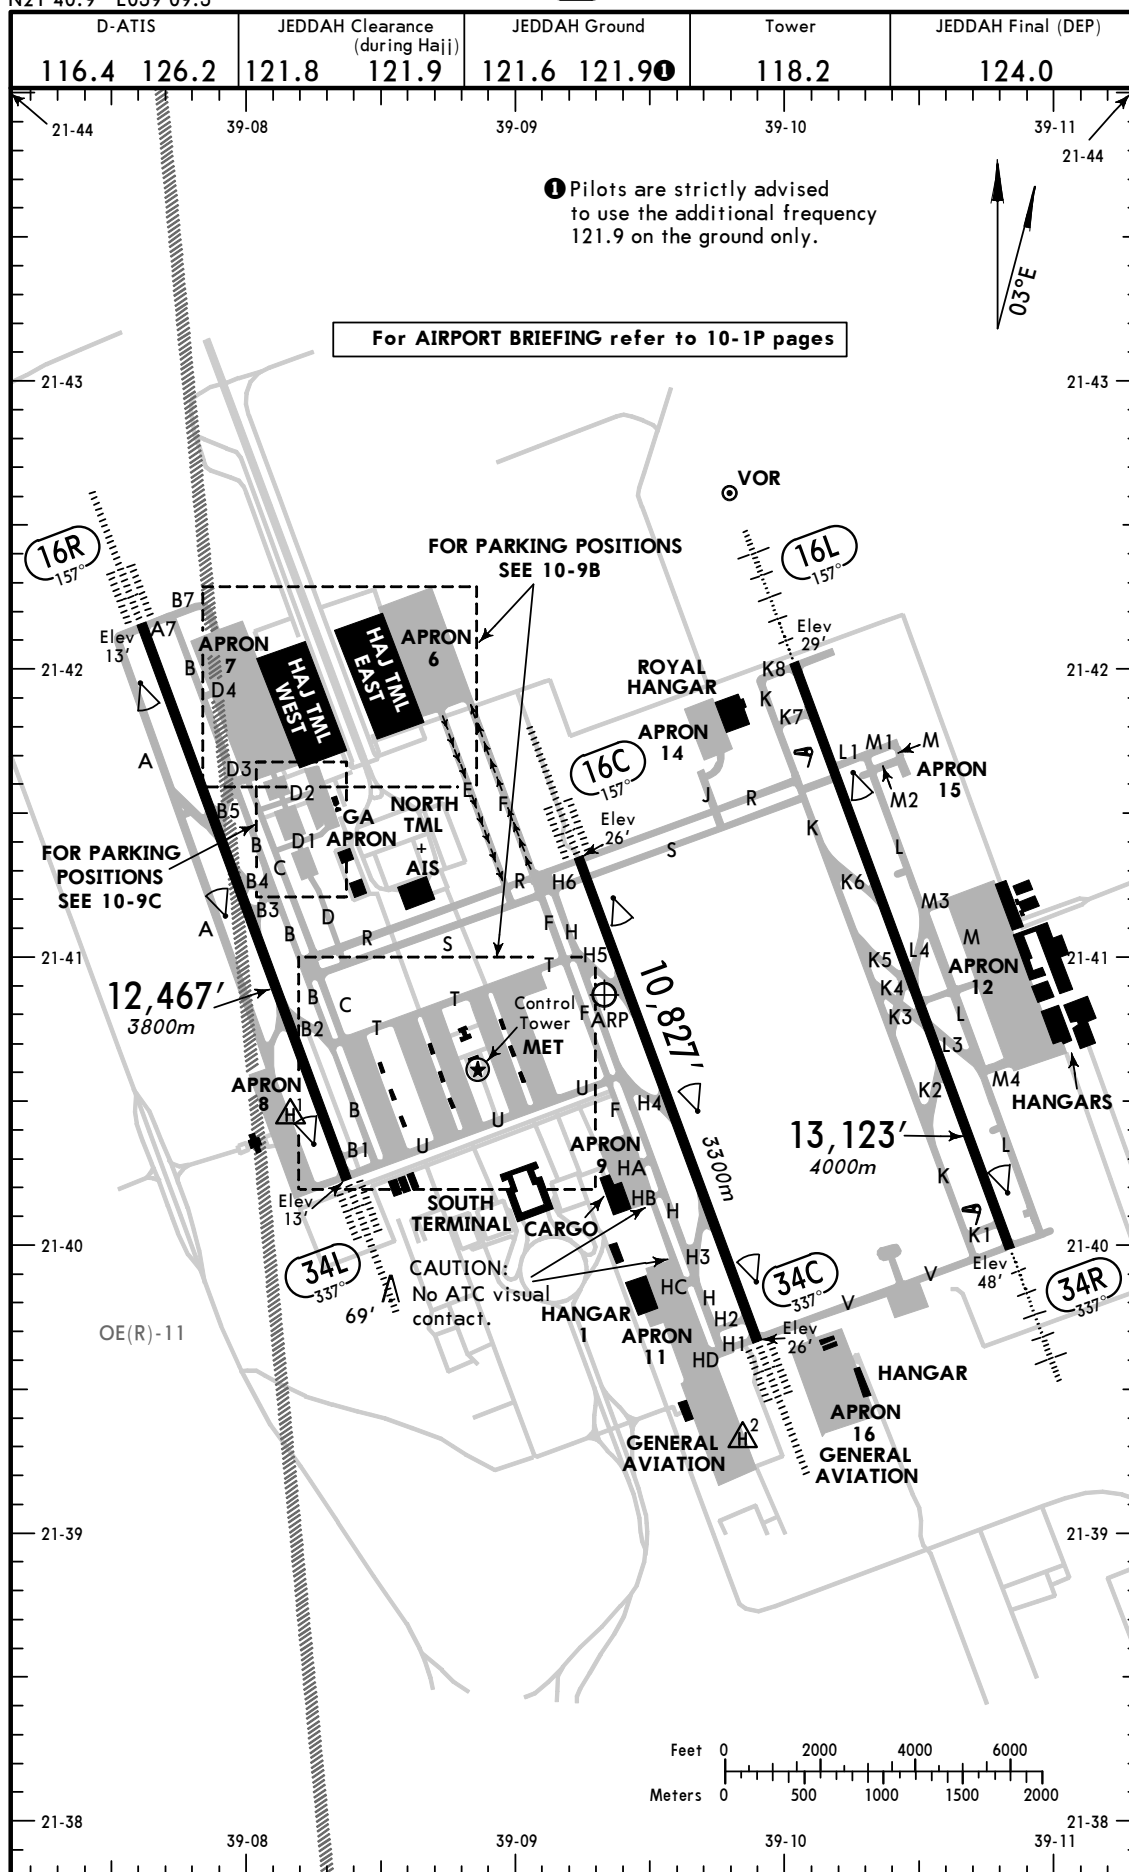 N21 40.9 E039 09.3
D-ATIS
116.4 126.2
JEDDAH Clearance
(during Hajj)
121.8 121.9
JEDDAH Ground
121.6 121.9❶
Tower
118.2
JEDDAH Final (DEP)
124.0
21-44
39-08
39-09
39-10
39-11
21-44
❶ Pilots are strictly advised
to use the additional frequency
121.9 on the ground only.
03°E
For AIRPORT BRIEFING refer to 10-1P pages
21-43
21-43
VOR
FOR PARKING POSITIONS
SEE 10-9B
16R
157°
16L
157°
B7
A7
Elev
13'
Elev
29'
APRON
7
HAJ TML
WEST
HAJ TML
EAST
APRON
6
B
D4
21-42
21-42
ROYAL
HANGAR
APRON
14
K8
K
K7
L1
M1
M
APRON
15
M2
A
D3
D2
E
F
16C
157°
J
R
B5
GA
APRON
NORTH
TML
+
AIS
Elev
26'
K
S
L
B
D1
FOR PARKING
POSITIONS
SEE 10-9C
C
B4
R
H6
K6
M3
B3
D
A
B
R
S
F
H
H5
T
L4
M
21-41
21-41
K5
APRON
12
12,467'
3800m
B
C
T
T
B2
Control
Tower
MET
F
ARP
10,827'
3300m
K4
K3
L
L3
APRON
8
H1
B
B1
U
U
U
F
H4
K2
M4
HANGARS
13,123'
4000m
L
APRON
9
HA
HB
H
K
Elev
13'
SOUTH
TERMINAL
CARGO
K1
21-40
21-40
34L
337°
69'
CAUTION:
No ATC visual
contact.
H3
HC
H
34C
337°
V
V
Elev
48'
34R
337°
HANGAR
1
APRON
11
H2
H1
HD
Elev
26'
OE(R)-11
HANGAR
APRON
16
GENERAL
AVIATION
GENERAL
AVIATION
H2
21-39
21-39
Feet 0 2000 4000 6000
Meters 0 500 1000 1500 2000
21-38
21-38
39-08
39-09
39-10
39-11